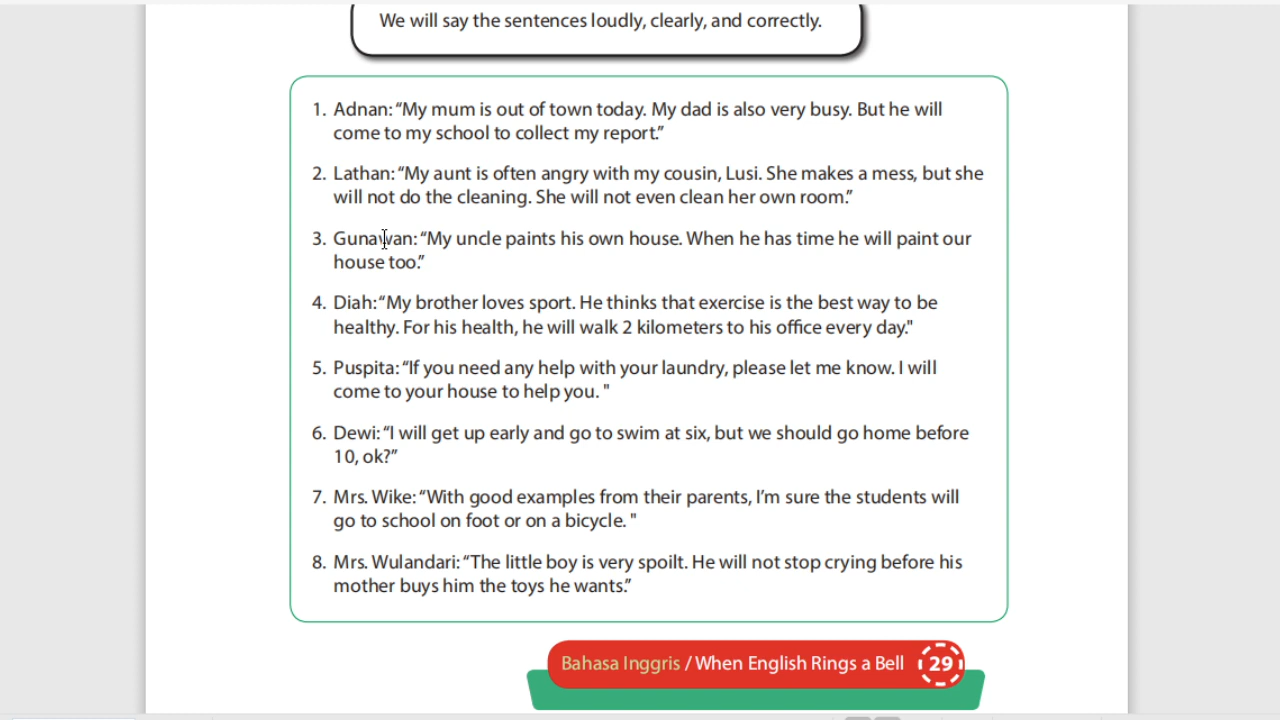 We will say the sentences loudly, clearly, and correctly.
1. Adnan: “My mum is out of town today. My dad is also very busy. But he will
come to my school to collect my report.”
2. Lathan: “My aunt is often angry with my cousin, Lusi. She makes a mess, but she
will not do the cleaning. She will not even clean her own room.”
3. Gunawan: “My uncle paints his own house. When he has time he will paint our
house too.”
4. Diah: “My brother loves sport. He thinks that exercise is the best way to be
healthy. For his health, he will walk 2 kilometers to his office every day."
5. Puspita: “If you need any help with your laundry, please let me know. I will
come to your house to help you. "
6. Dewi: “I will get up early and go to swim at six, but we should go home before
10, ok?”
7. Mrs. Wike: “With good examples from their parents, I’m sure the students will
go to school on foot or on a bicycle. "
8. Mrs. Wulandari: “The little boy is very spoilt. He will not stop crying before his
mother buys him the toys he wants.”
Bahasa Inggris / When English Rings a Bell 29